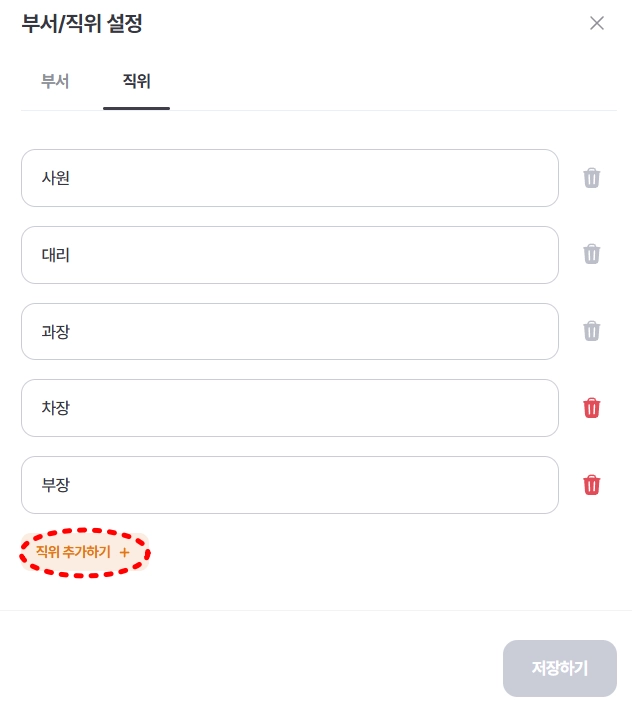 부서/직위 설정
부서 직위
사원
대리
과장
차장
부장
직위 추가하기 +
저장하기